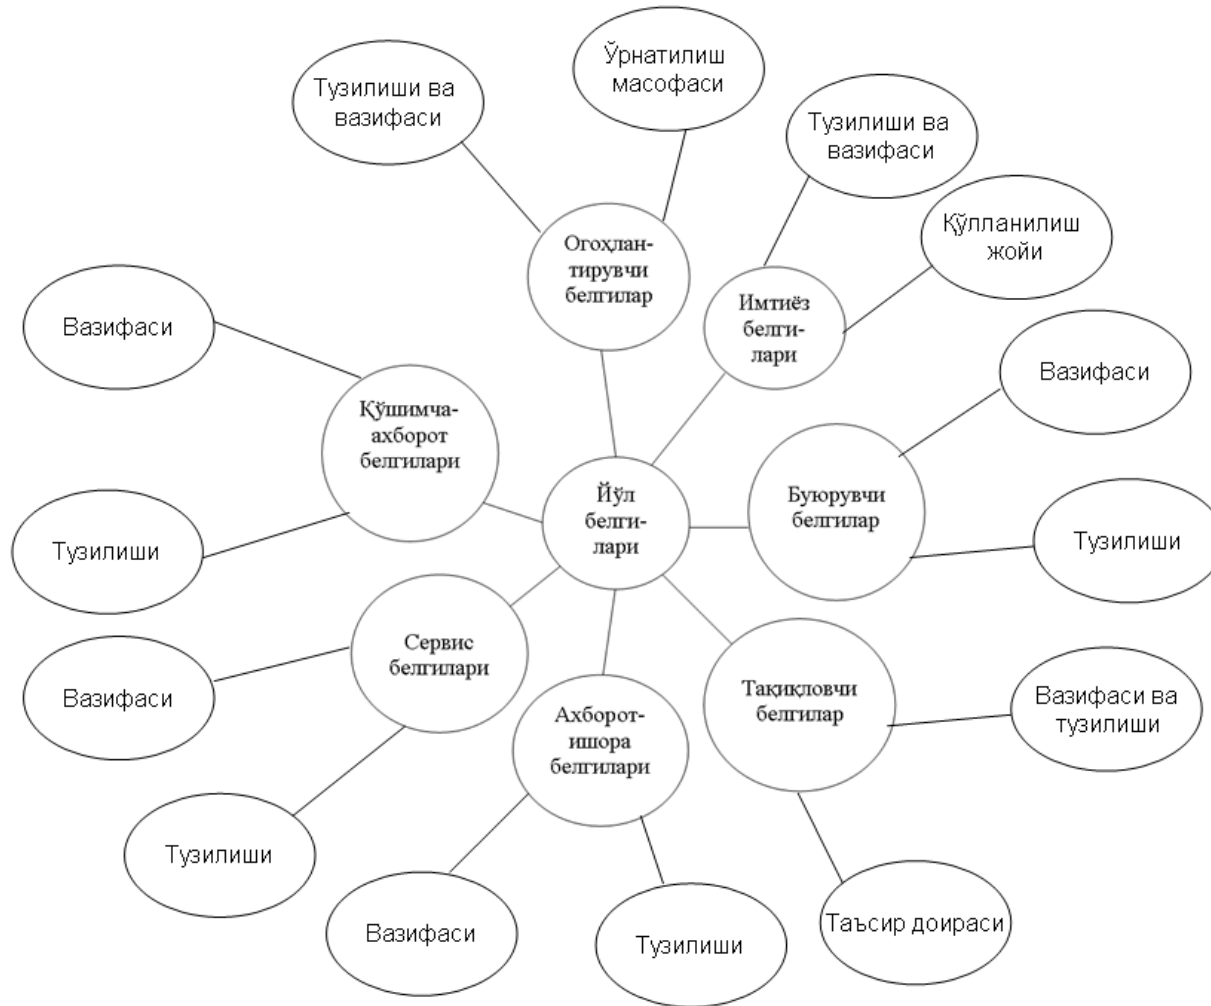 Ўрнатилиш
масофаси
Тузилиши ва
вазифаси
Тузилиши ва
вазифаси
Қўлланилиш
жойи
Огоҳлан-
тирувчи
белгилар
Имтиёз
белги-
лари
Вазифаси
Вазифаси
Қўшимча-
ахборот
белгилари
Йўл
белги-
лари
Буюрувчи
белгилар
Тузилиши
Тузилиши
Сервис
белгилари
Вазифаси
Тақиқловчи
белгилар
Вазифаси ва
тузилиши
Ахборот-
ишора
белгилари
Тузилиши
Вазифаси
Тузилиши
Таъсир доираси